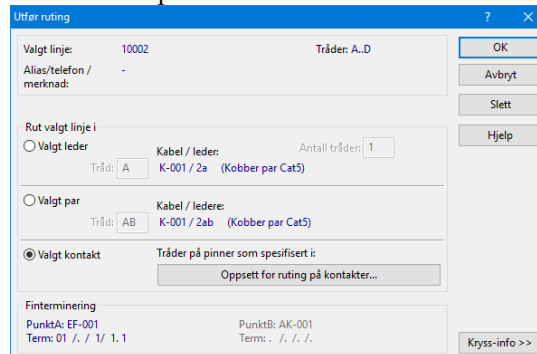 Utfør ruting ? ×
Valgt linje: 10002 Tråder: A..D
Alias/telefon / -
merknad:
OK
Avbryt
Slett
Hjelp
Rut valgt linje i
Valgt leder Kabel / leder: Antall tråder: 1
Tråd: A K-001 / 2a (Kobber par Cat5)
Valgt par Kabel / ledere:
Tråd: AB K-001 / 2ab (Kobber par Cat5)
Valgt kontakt Tråder på pinner som spesifisert i:
Oppsett for ruting på kontakter...
Finterminering
PunktA: EF-001 PunktB: AK-001
Term: 01 /. / 1/ 1. 1 Term: . /. /. /.
Kryss-info >>